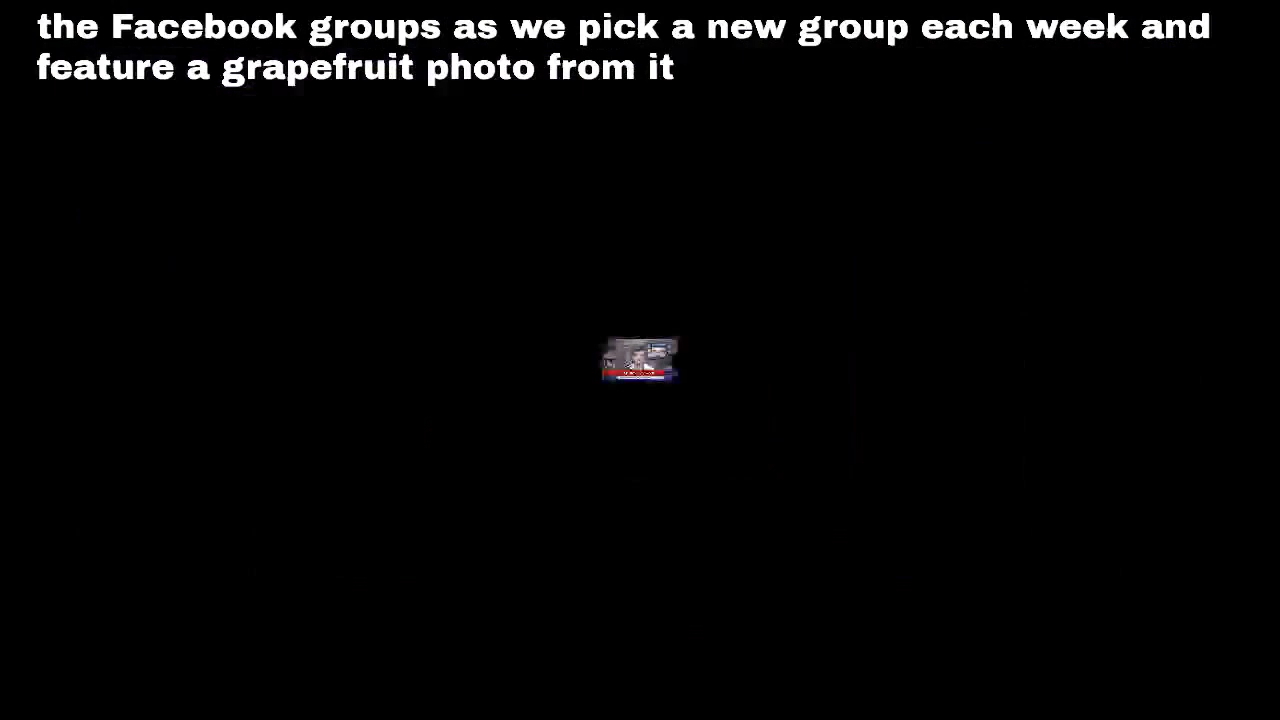 the Facebook groups as we pick a new group each week and
feature a grapefruit photo from it